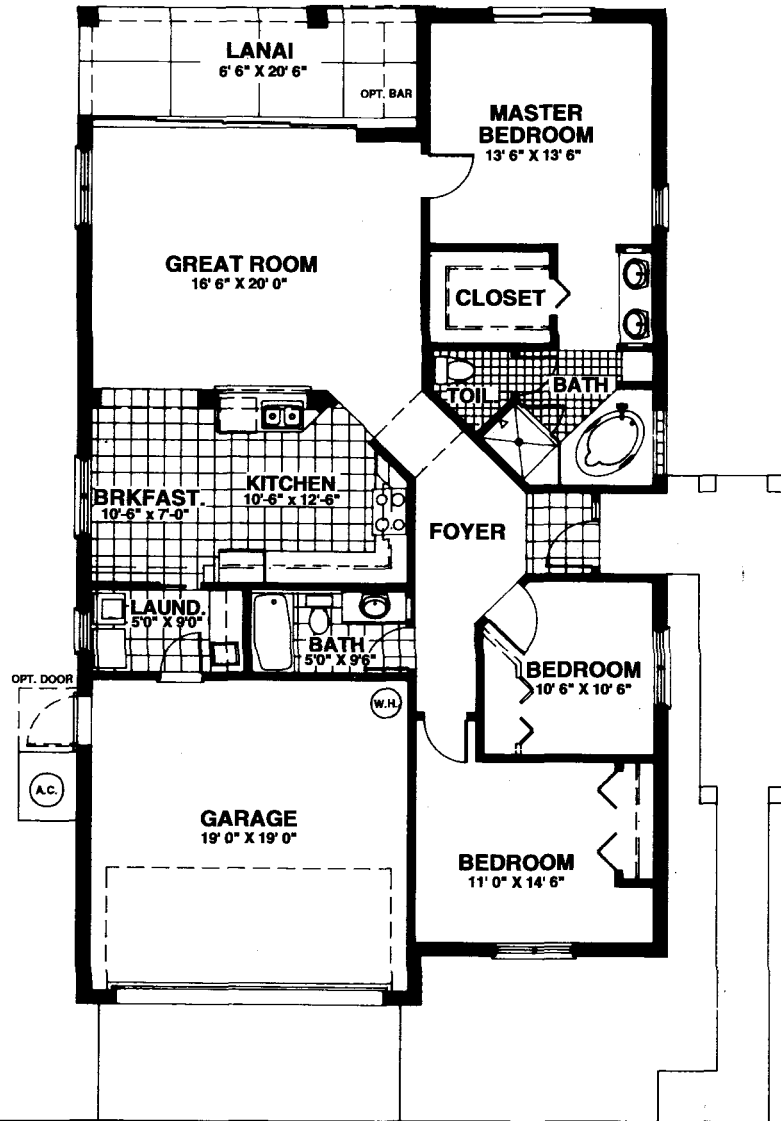 LANAI
6' 6" X 20' 6"
OPT. BAR
MASTER
BEDROOM
13' 6" X 13' 6"
GREAT ROOM
16' 6" X 20' 0"
CLOSET
TOIL
BATH
KITCHEN
10'-6" x 12'-6"
BRKFAST.
10'-6" x 7'-0"
FOYER
LAUND.
5'0" X 9'0"
BATH
5'0" X 9'6"
BEDROOM
10' 6" X 10' 6"
OPT. DOOR
W.H.
A.C.
GARAGE
19' 0" X 19' 0"
BEDROOM
11' 0" X 14' 6"